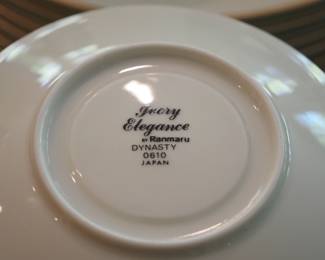 Ivory
Elegance
BY Ranmaru
DYNASTY
0610
JAPAN